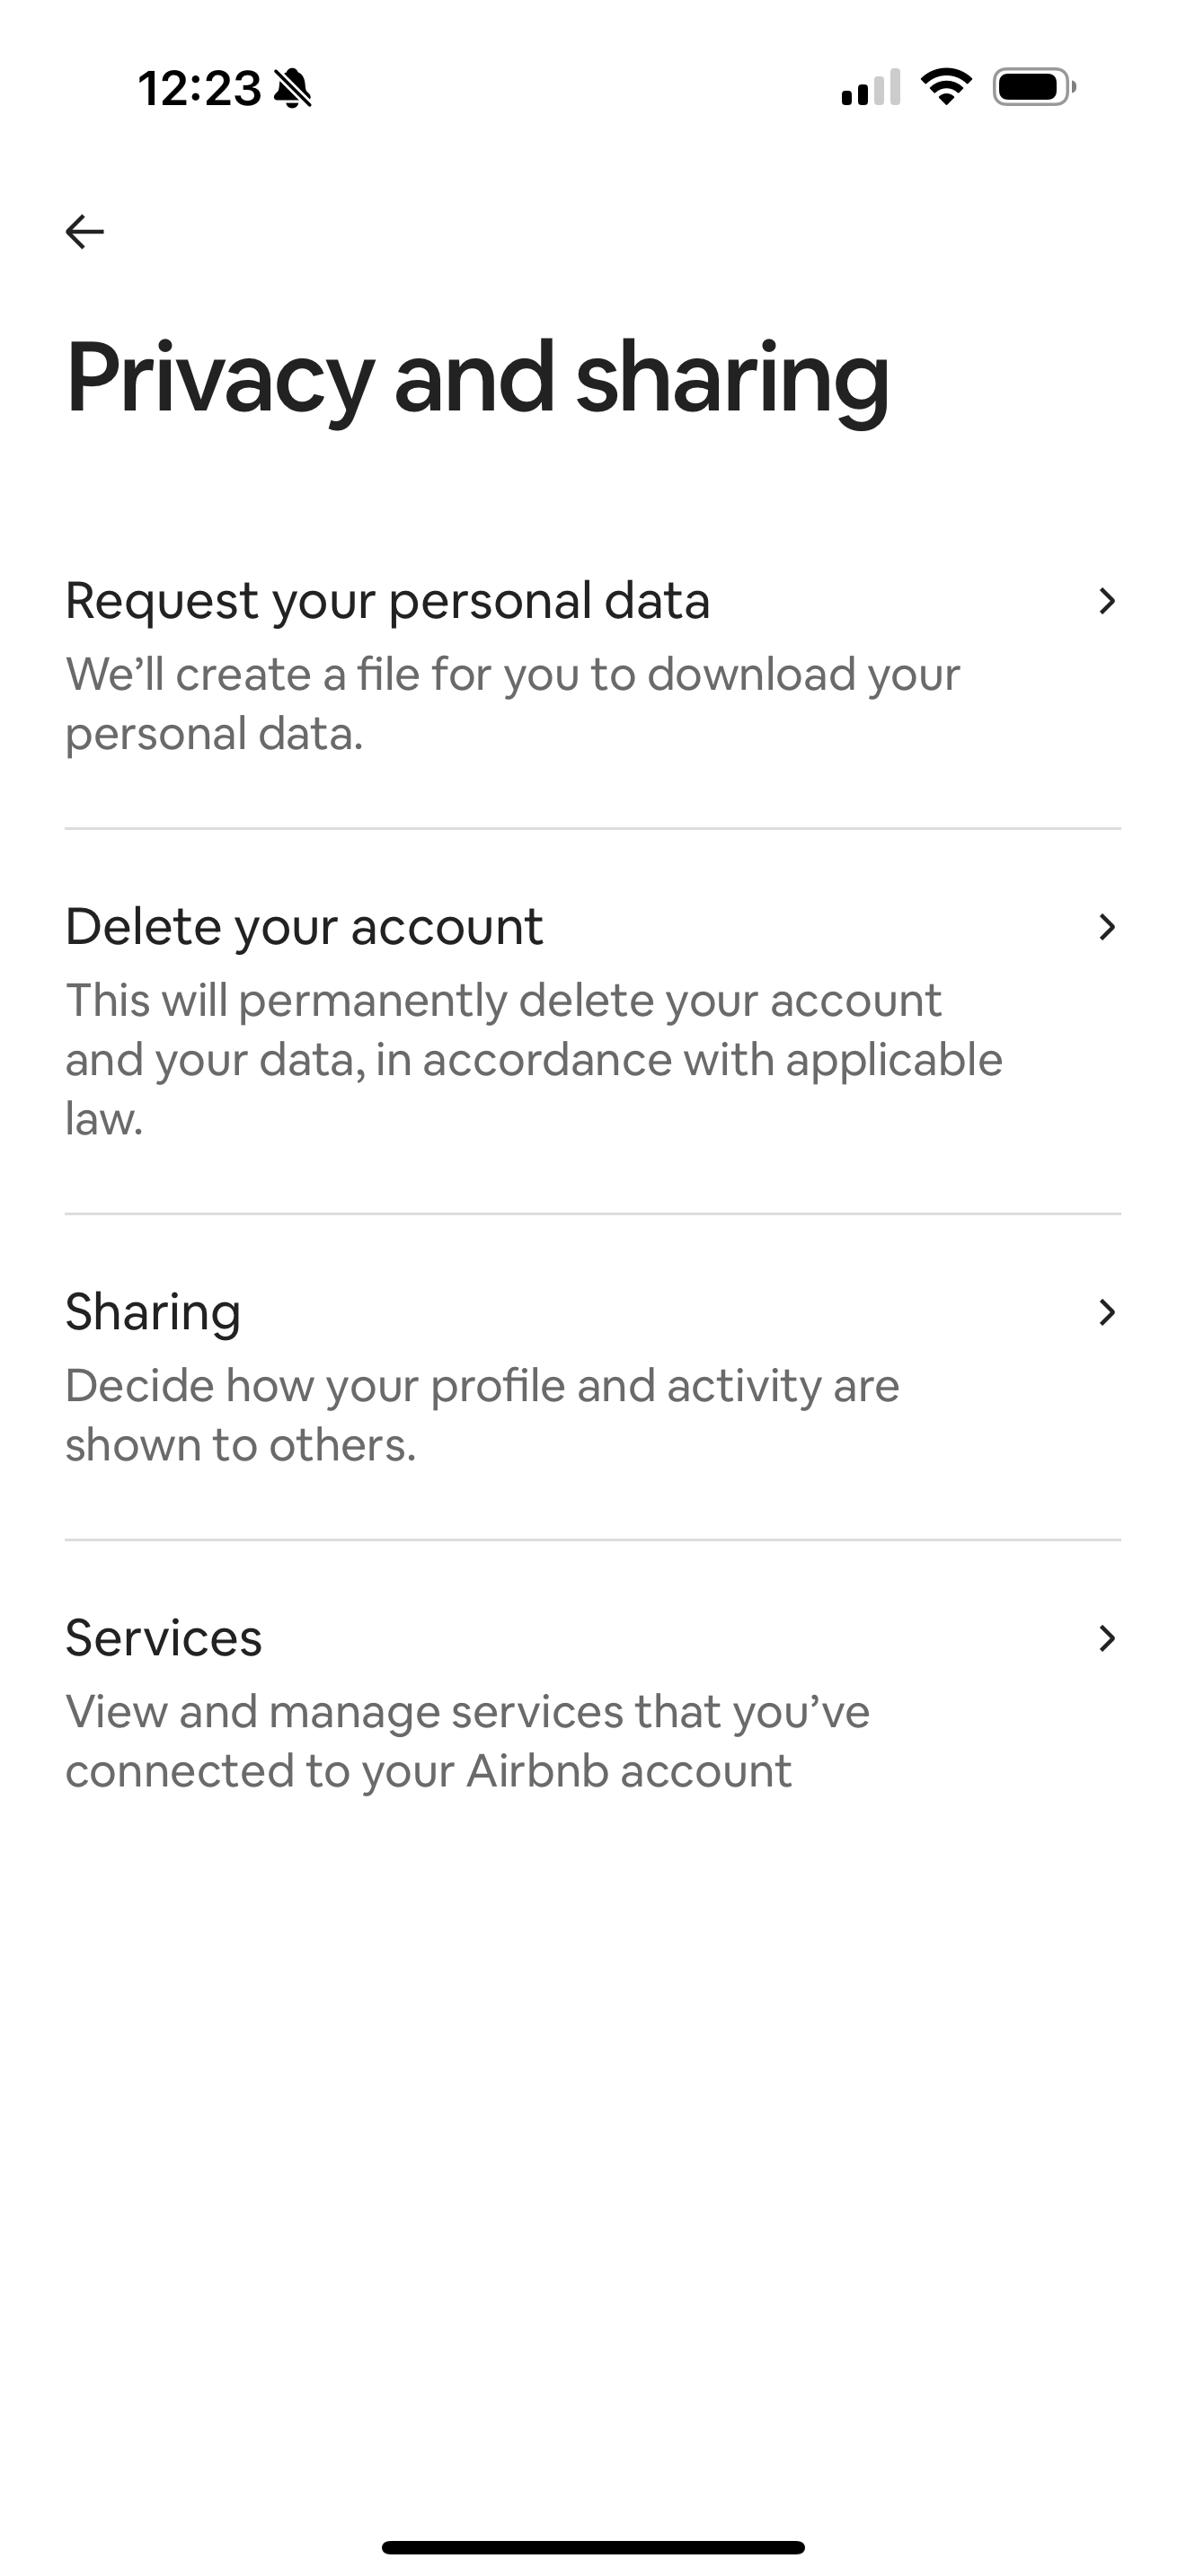 12:23
Privacy and sharing
Request your personal data
We’ll create a file for you to download your
personal data.
Delete your account
This will permanently delete your account
and your data, in accordance with applicable
law.
Sharing
Decide how your profile and activity are
shown to others.
Services
View and manage services that you’ve
connected to your Airbnb account